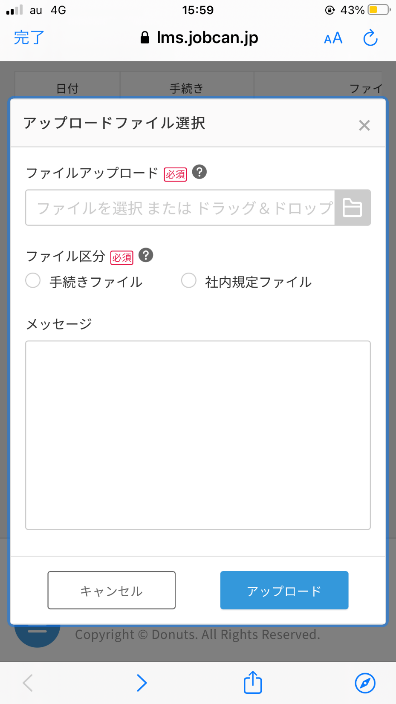 au 4G 15:59 43%
完了 lms.jobcan.jp AA
日付 手続き ファイ
アップロードファイル選択
ファイルアップロード 必須 ?
ファイルを選択 または ドラッグ＆ドロップ
ファイル区分 必須 ?
手続きファイル 社内規定ファイル
メッセージ
キャンセル アップロード
Copyright © Donuts. All Rights Reserved.